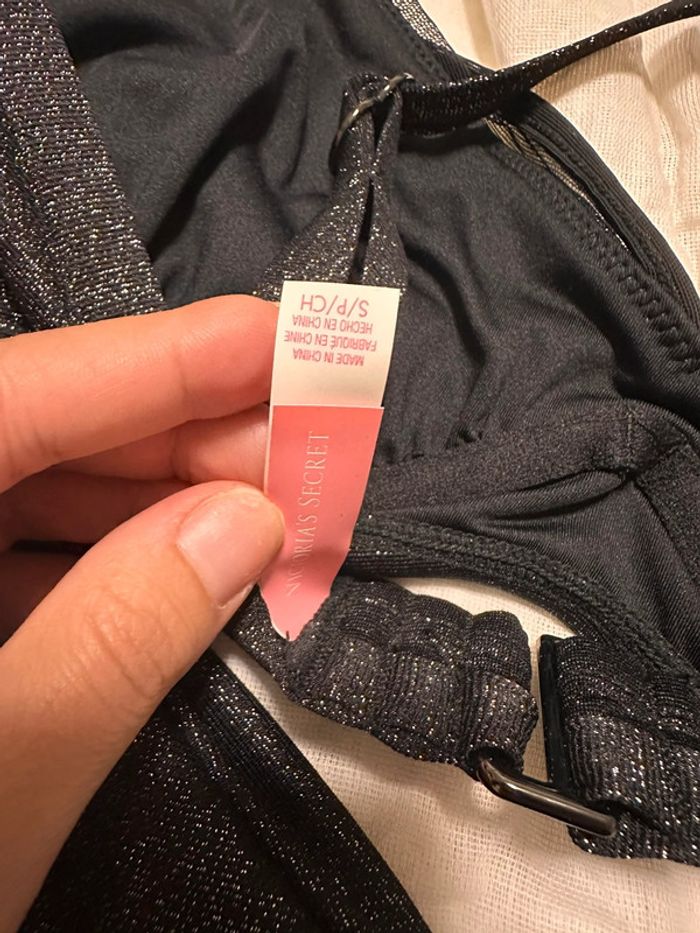 MADE IN CHINA
FABRIQUÉ EN CHINE
HECHO EN CHINA
S/P/CH
VICTORIA'S SECRET